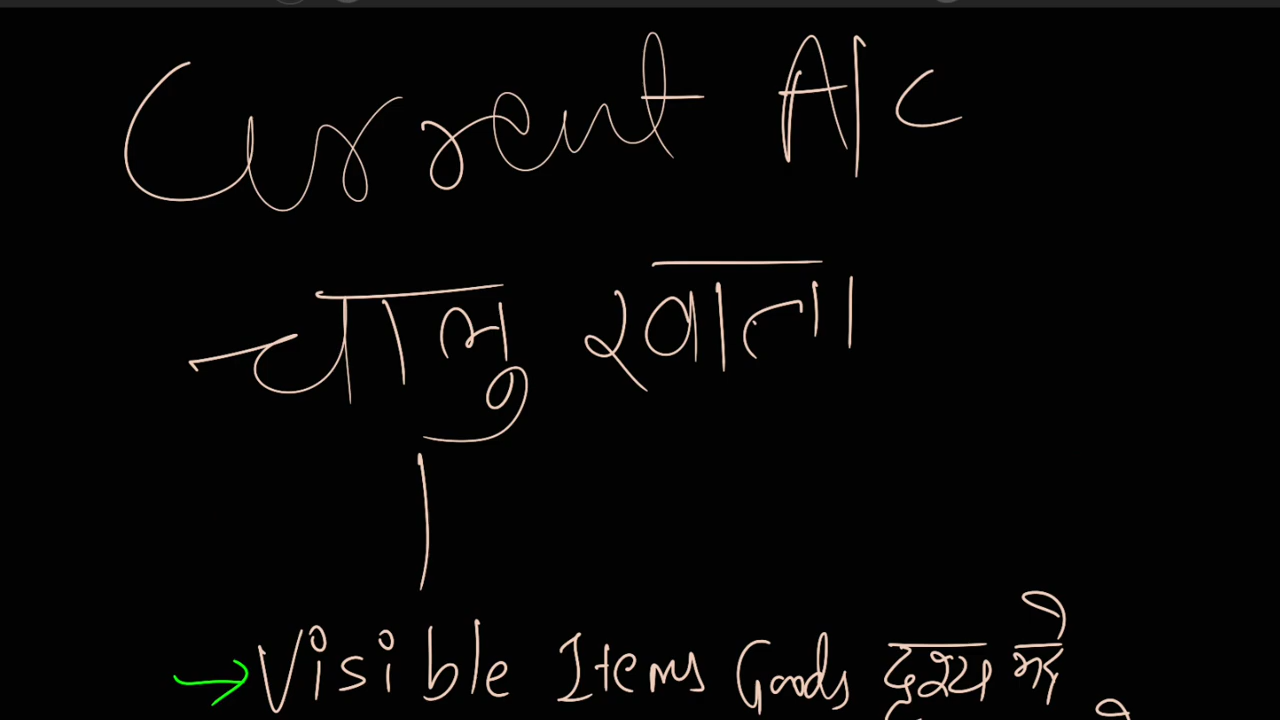 Current A/c
चालु खाता
→ Visible Items Goods दृश्य मदे